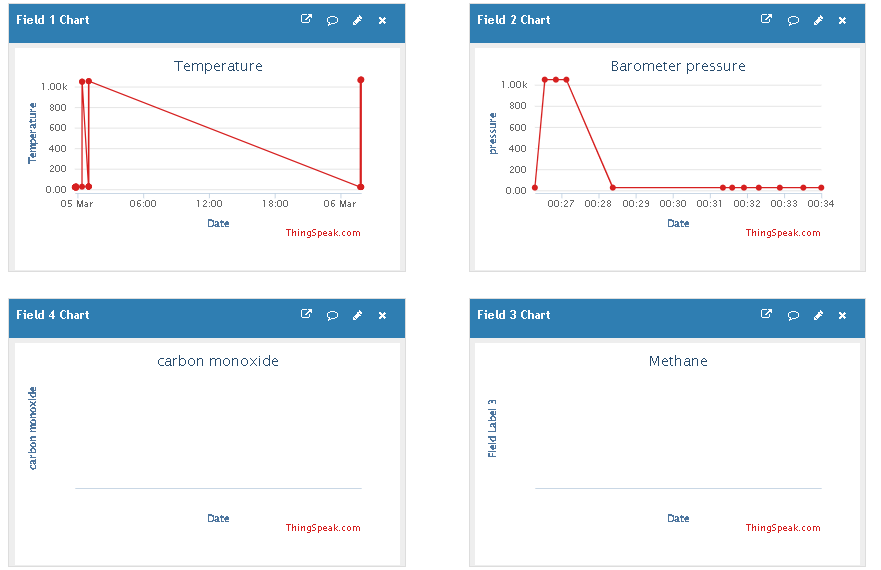 Field 1 Chart
Temperature
Temperature
1.00k
800
600
400
200
0.00
05 Mar 06:00 12:00 18:00 06 Mar
Date
ThingSpeak.com
Field 2 Chart
Barometer pressure
pressure
1.00k
800
600
400
200
0.00
00:27 00:28 00:29 00:30 00:31 00:32 00:33 00:34
Date
ThingSpeak.com
Field 4 Chart
carbon monoxide
carbon monoxide
Date
ThingSpeak.com
Field 3 Chart
Methane
Field Label 3
Date
ThingSpeak.com